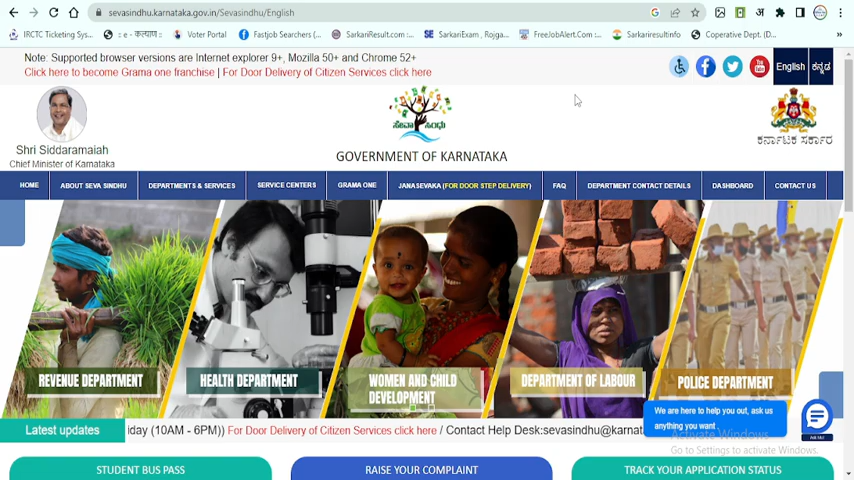 sevasindhu.karnataka.gov.in/Sevasindhu/English
IRCTC Ticketing Sy... :: e - कल्याण :: Voter Portal Fastjob Searchers (... SarkariResult.com :... SarkariExam , Rojga... FreeJobAlert.Com :... Sarkariresultinfo Coperative Dept. (D...
Note: Supported browser versions are Internet explorer 9+, Mozilla 50+ and Chrome 52+
Click here to become Grama one franchise | For Door Delivery of Citizen Services click here
English ಕನ್ನಡ
ಸೇವಾ ಸಿಂಧು
Shri Siddaramaiah
Chief Minister of Karnataka
GOVERNMENT OF KARNATAKA
ಕರ್ನಾಟಕ ಸರ್ಕಾರ
HOME ABOUT SEVA SINDHU DEPARTMENTS & SERVICES SERVICE CENTERS GRAMA ONE JANASEVAKA (FOR DOOR STEP DELIVERY) FAQ DEPARTMENT CONTACT DETAILS DASHBOARD CONTACT US
REVENUE DEPARTMENT
HEALTH DEPARTMENT
WOMEN AND CHILD
DEVELOPMENT
DEPARTMENT OF LABOUR
POLICE DEPARTMENT
We are here to help you out, ask us
anything you want
Ask Me!
Latest updates iday (10AM - 6PM)) For Door Delivery of Citizen Services click here / Contact Help Desk:sevasindhu@karnat
Activate Windows
Go to Settings to activate Windows.
STUDENT BUS PASS RAISE YOUR COMPLAINT TRACK YOUR APPLICATION STATUS